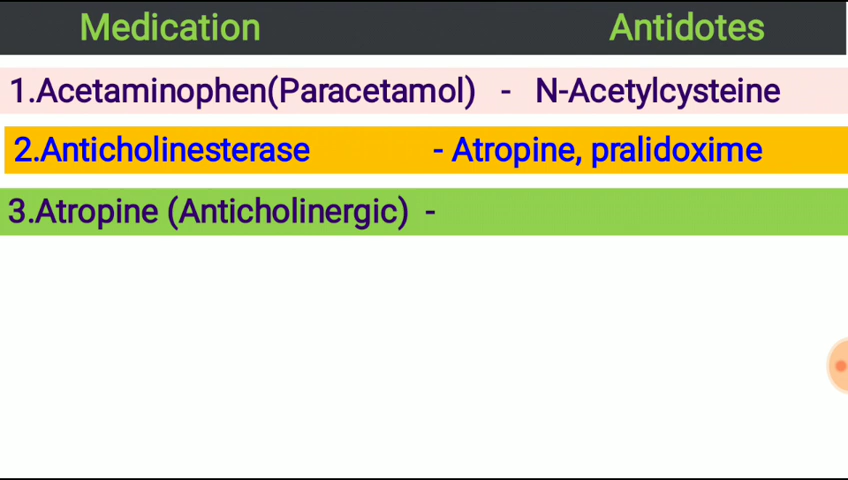 Medication Antidotes
1.Acetaminophen(Paracetamol) - N-Acetylcysteine
2.Anticholinesterase - Atropine, pralidoxime
3.Atropine (Anticholinergic) -